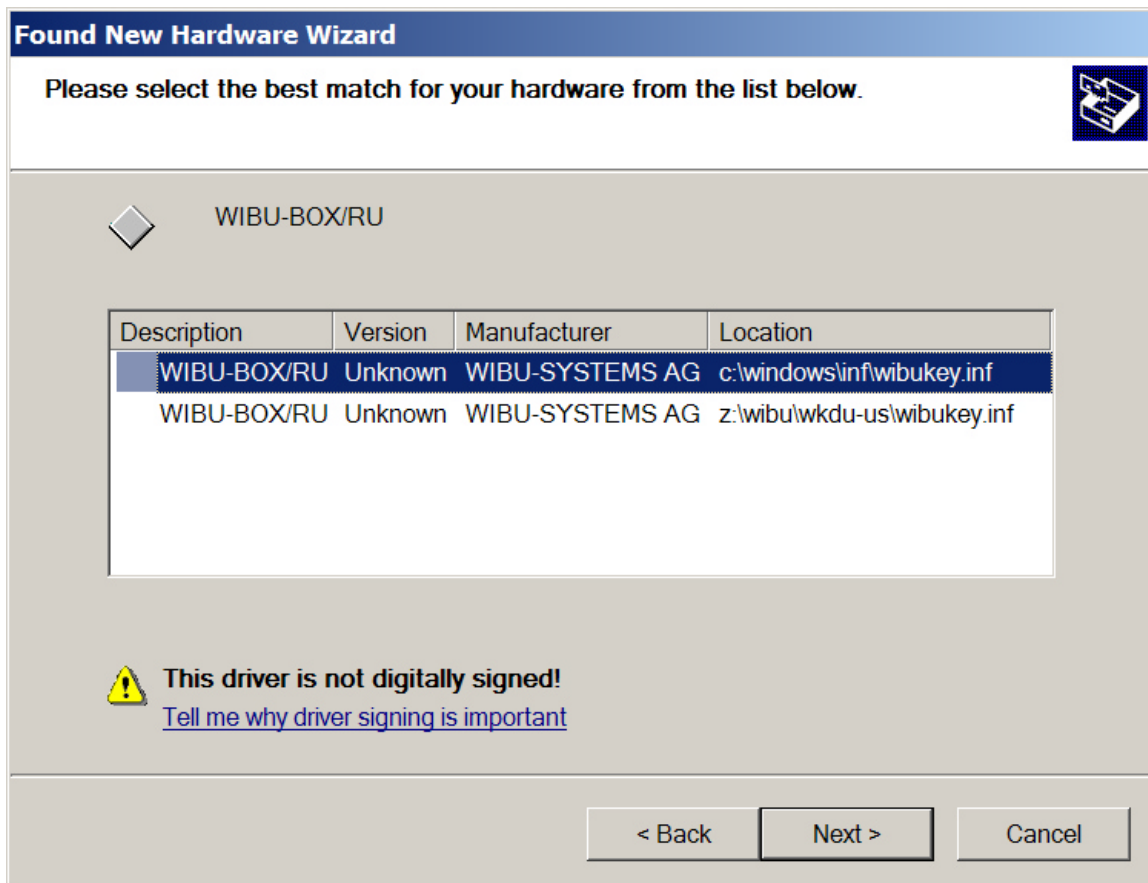 Found New Hardware Wizard
Please select the best match for your hardware from the list below.
WIBU-BOX/RU
Description Version Manufacturer Location
WIBU-BOX/RU Unknown WIBU-SYSTEMS AG c:\windows\inf\wibukey.inf
WIBU-BOX/RU Unknown WIBU-SYSTEMS AG z:\wibu\wkdu-us\wibukey.inf
This driver is not digitally signed!
Tell me why driver signing is important
< Back Next > Cancel